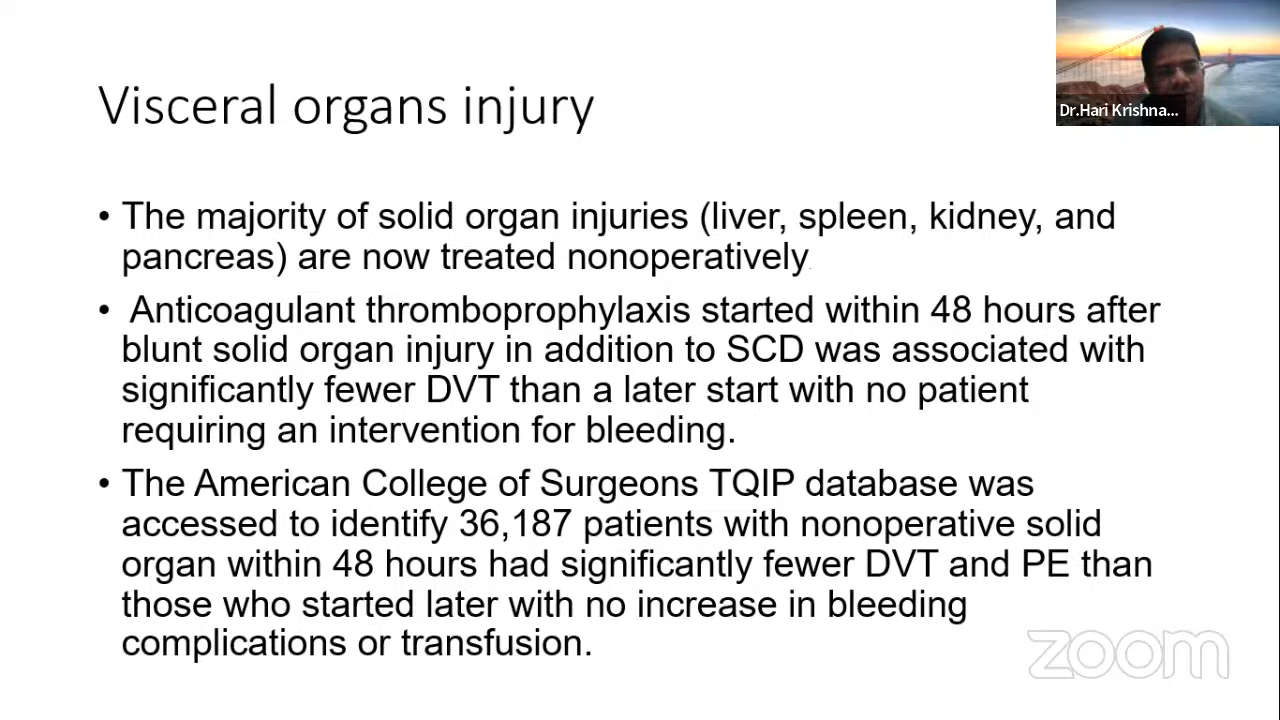 Visceral organs injury
Dr.Hari Krishna...
• The majority of solid organ injuries (liver, spleen, kidney, and
pancreas) are now treated nonoperatively
• Anticoagulant thromboprophylaxis started within 48 hours after
blunt solid organ injury in addition to SCD was associated with
significantly fewer DVT than a later start with no patient
requiring an intervention for bleeding.
• The American College of Surgeons TQIP database was
accessed to identify 36,187 patients with nonoperative solid
organ within 48 hours had significantly fewer DVT and PE than
those who started later with no increase in bleeding
complications or transfusion.
zoom